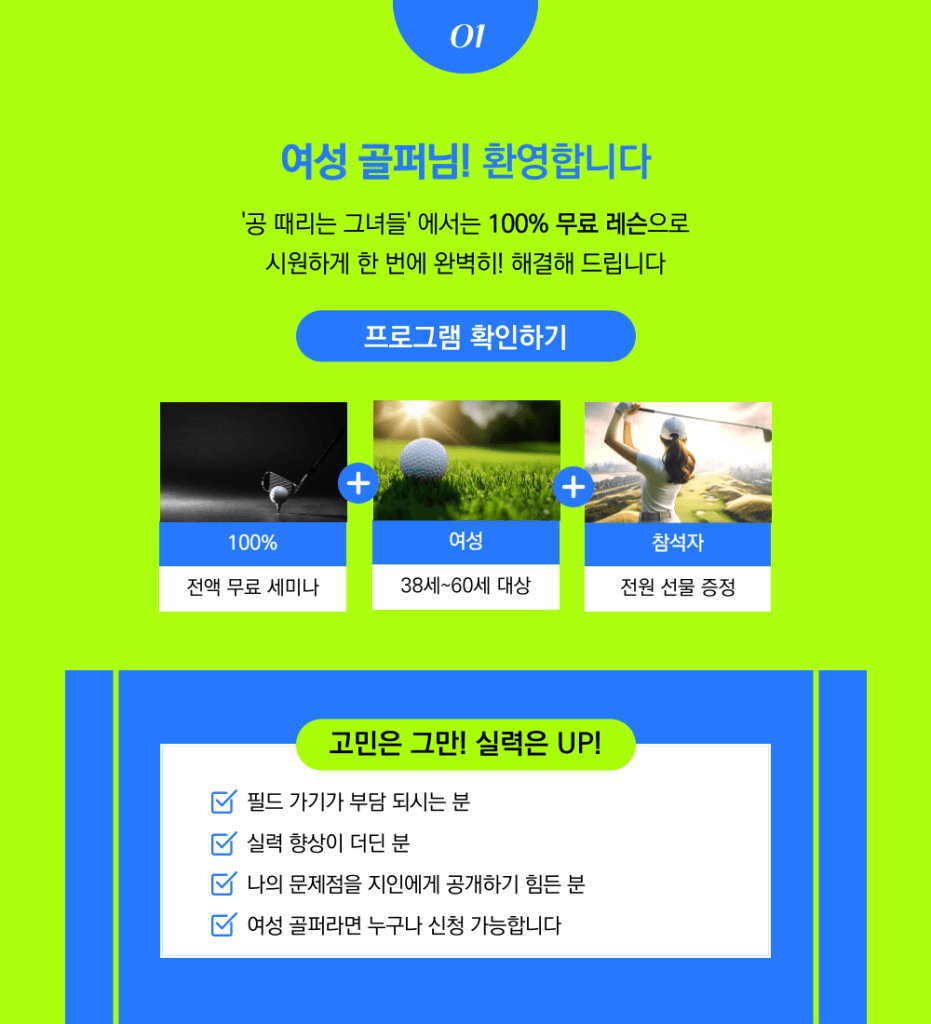 01
여성 골퍼님! 환영합니다
'공 때리는 그녀들' 에서는 100% 무료 레슨으로
시원하게 한 번에 완벽히! 해결해 드립니다
프로그램 확인하기
100%
전액 무료 세미나
여성
38세~60세 대상
참석자
전원 선물 증정
고민은 그만! 실력은 UP!
필드 가기가 부담 되시는 분
실력 향상이 더딘 분
나의 문제점을 지인에게 공개하기 힘든 분
여성 골퍼라면 누구나 신청 가능합니다